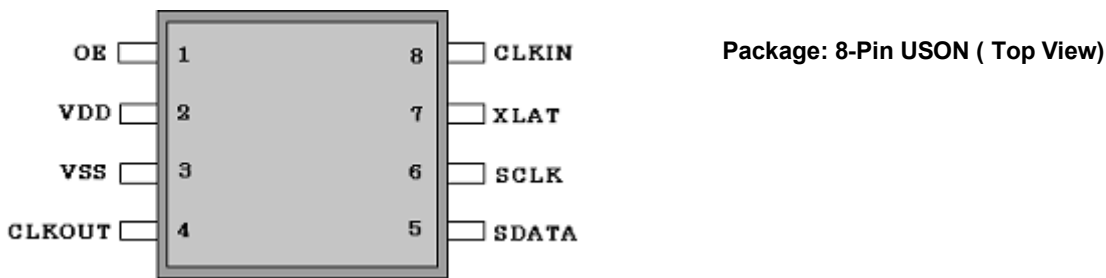 Package: 8-Pin USON ( Top View)
OE 1 8 CLKIN
VDD 2 7 XLAT
VSS 3 6 SCLK
CLKOUT 4 5 SDATA